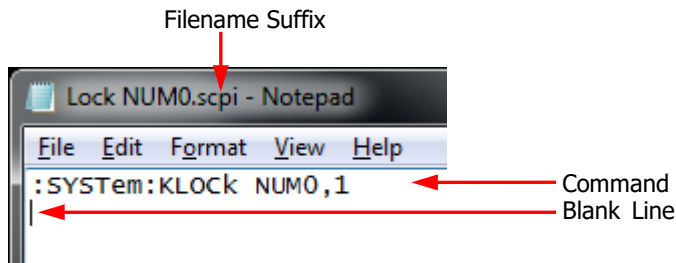 Filename Suffix
Lock NUM0.scpi - Notepad
File Edit Format View Help
:SYSTem:KLOCk NUM0,1
Command
Blank Line